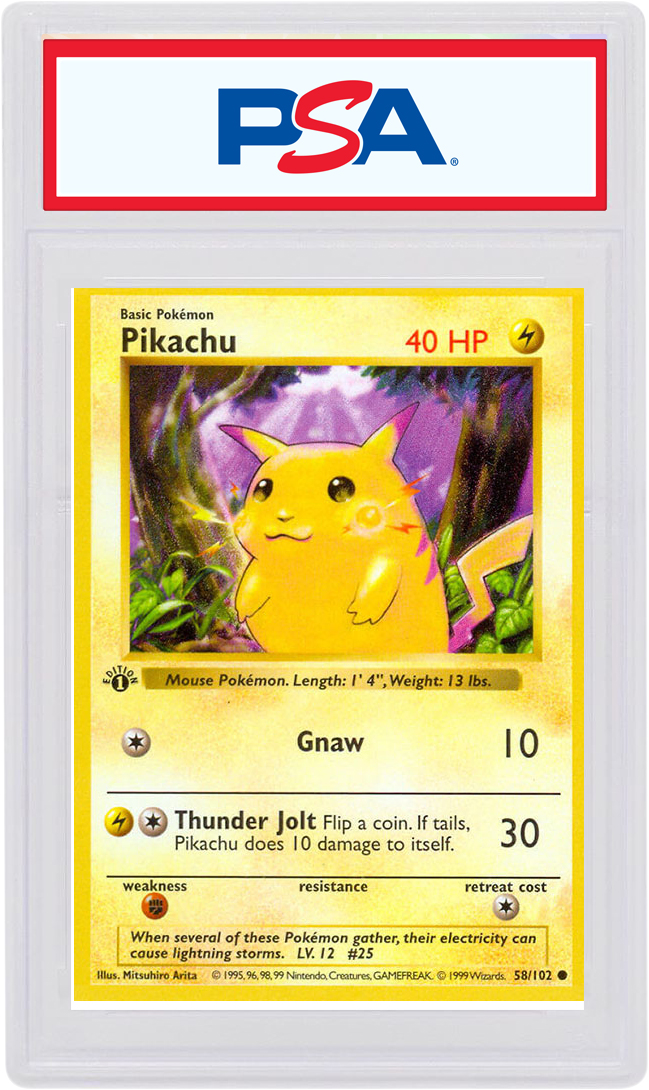 PSA®
Basic Pokémon
Pikachu 40 HP
EDITION 1
Mouse Pokémon. Length: 1' 4", Weight: 13 lbs.
Gnaw 10
Thunder Jolt Flip a coin. If tails,
Pikachu does 10 damage to itself. 30
weakness resistance retreat cost
When several of these Pokémon gather, their electricity can
cause lightning storms. LV. 12 #25
Illus. Mitsuhiro Arita © 1995, 96, 98, 99 Nintendo, Creatures, GAMEFREAK. © 1999 Wizards. 58/102